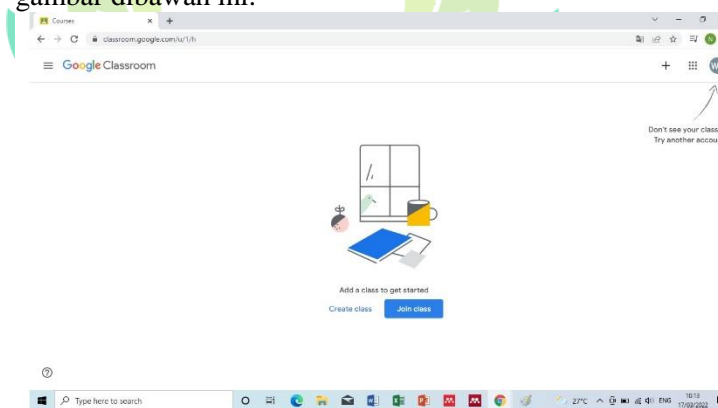 gambar dibawah ini.
Courses
classroom.google.com/u/1/h
N
Google Classroom
W
Don't see your class
Try another accou
Add a class to get started
Create class
Join class
Type here to search
27°C
ENG
10:13
17/03/2022